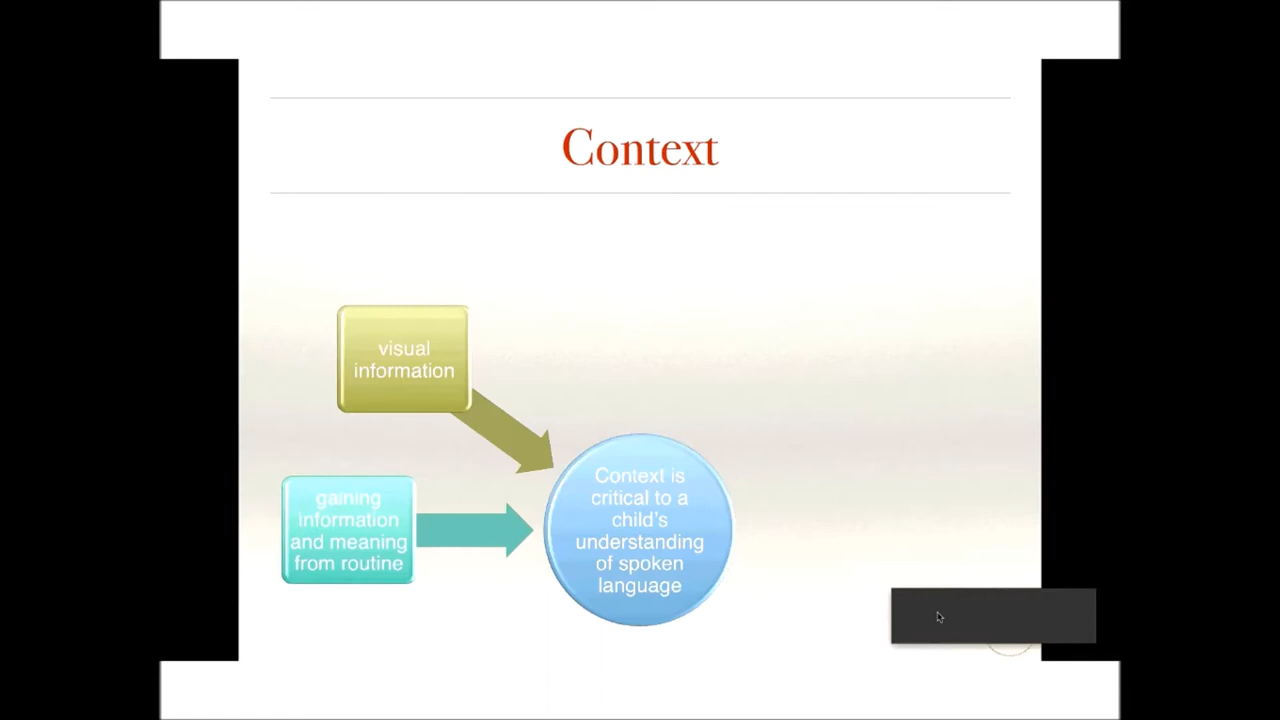 Context
visual
information
gaining
information
and meaning
from routine
Context is
critical to a
child's
understanding
of spoken
language